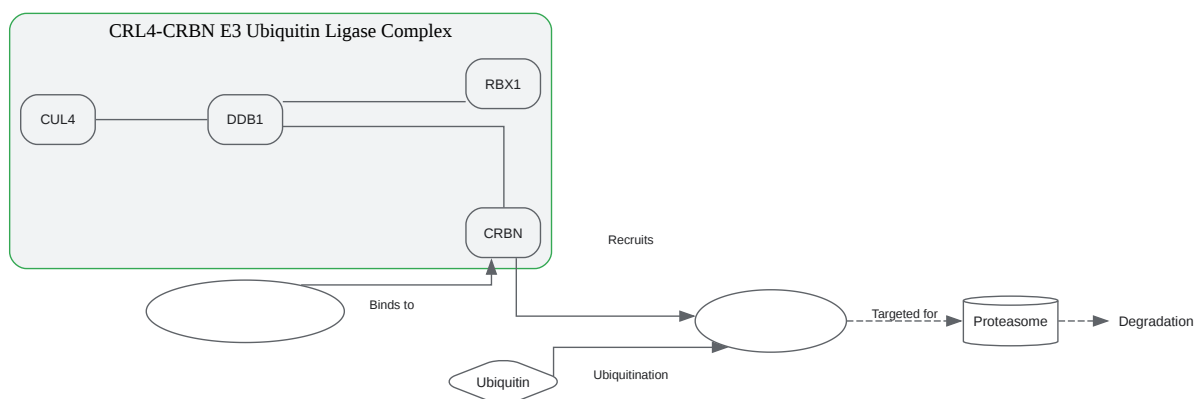 CRL4-CRBN E3 Ubiquitin Ligase Complex
RBX1
CUL4
DDB1
CRBN
Recruits
Binds to
Targeted for
Proteasome
Degradation
Ubiquitin
Ubiquitination